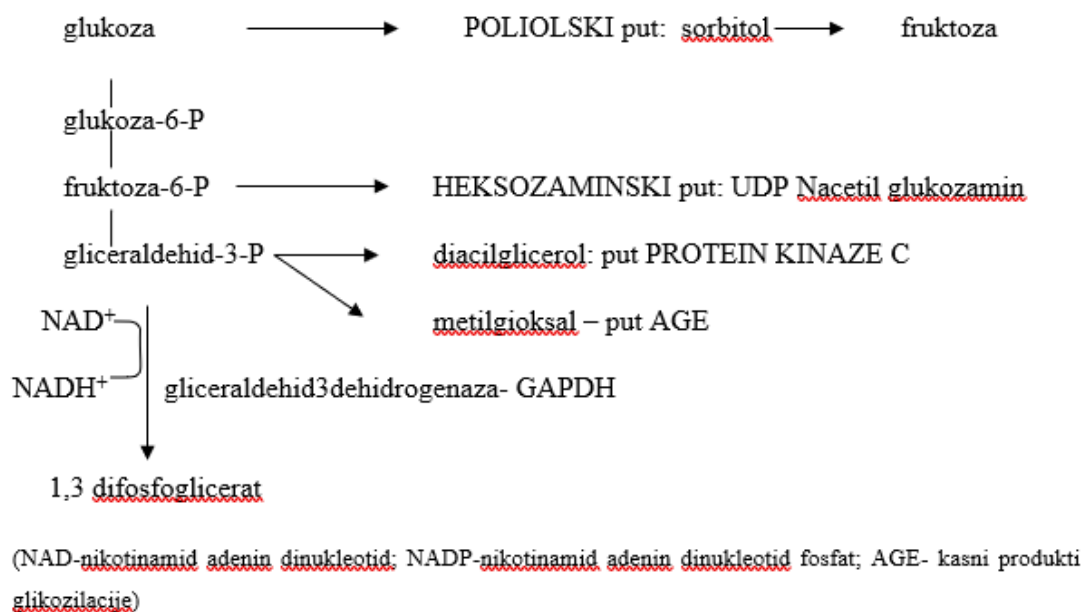 glukoza POLIOLSKI put: sorbitol fruktoza
glukoza-6-P
fruktoza-6-P HEKSOZAMINSKI put: UDP Nacetil glukozamin
gliceraldehid-3-P diacilglicerol: put PROTEIN KINAZE C
NAD⁺ metilgioksal – put AGE
NADH⁺ gliceraldehid3dehidrogenaza- GAPDH
1,3 difosfoglicerat
(NAD-nikotinamid adenin dinukleotid; NADP-nikotinamid adenin dinukleotid fosfat; AGE- kasni produkti
glikozilacije)